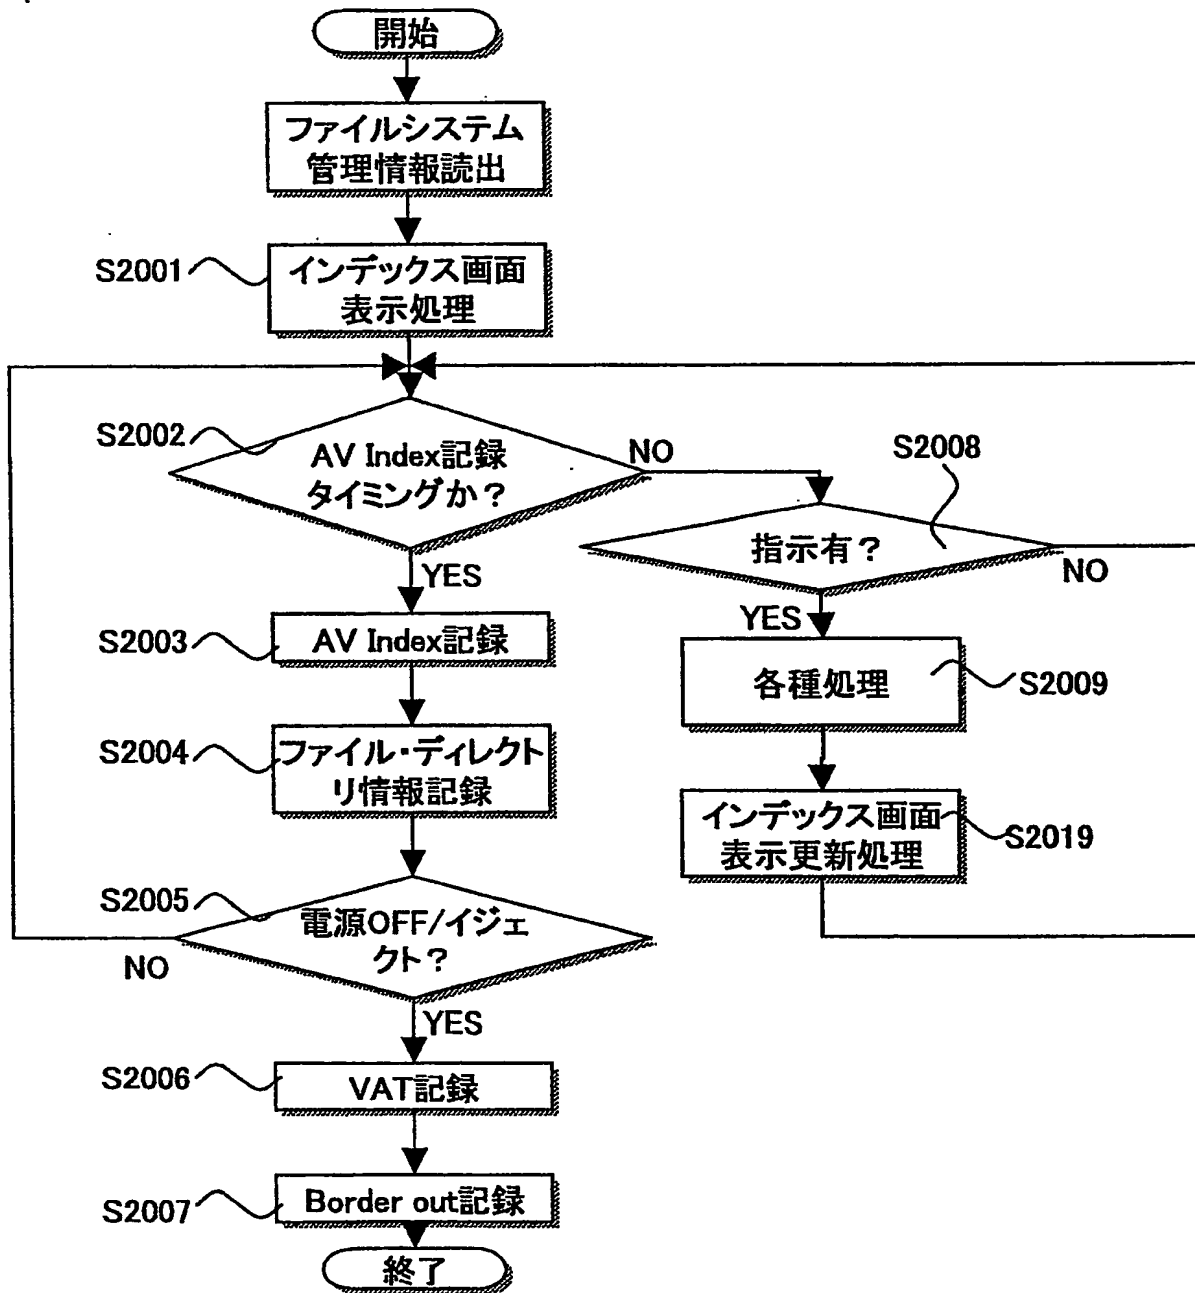 開始
ファイルシステム
管理情報読出
S2001
インデックス画面
表示処理
S2002
AV Index記録
タイミングか？
NO
YES
S2008
指示有？
NO
YES
S2003
AV Index記録
各種処理
S2009
S2004
ファイル・ディレクト
リ情報記録
インデックス画面
表示更新処理
S2019
S2005
電源OFF/イジェ
クト？
NO
YES
S2006
VAT記録
S2007
Border out記録
終了